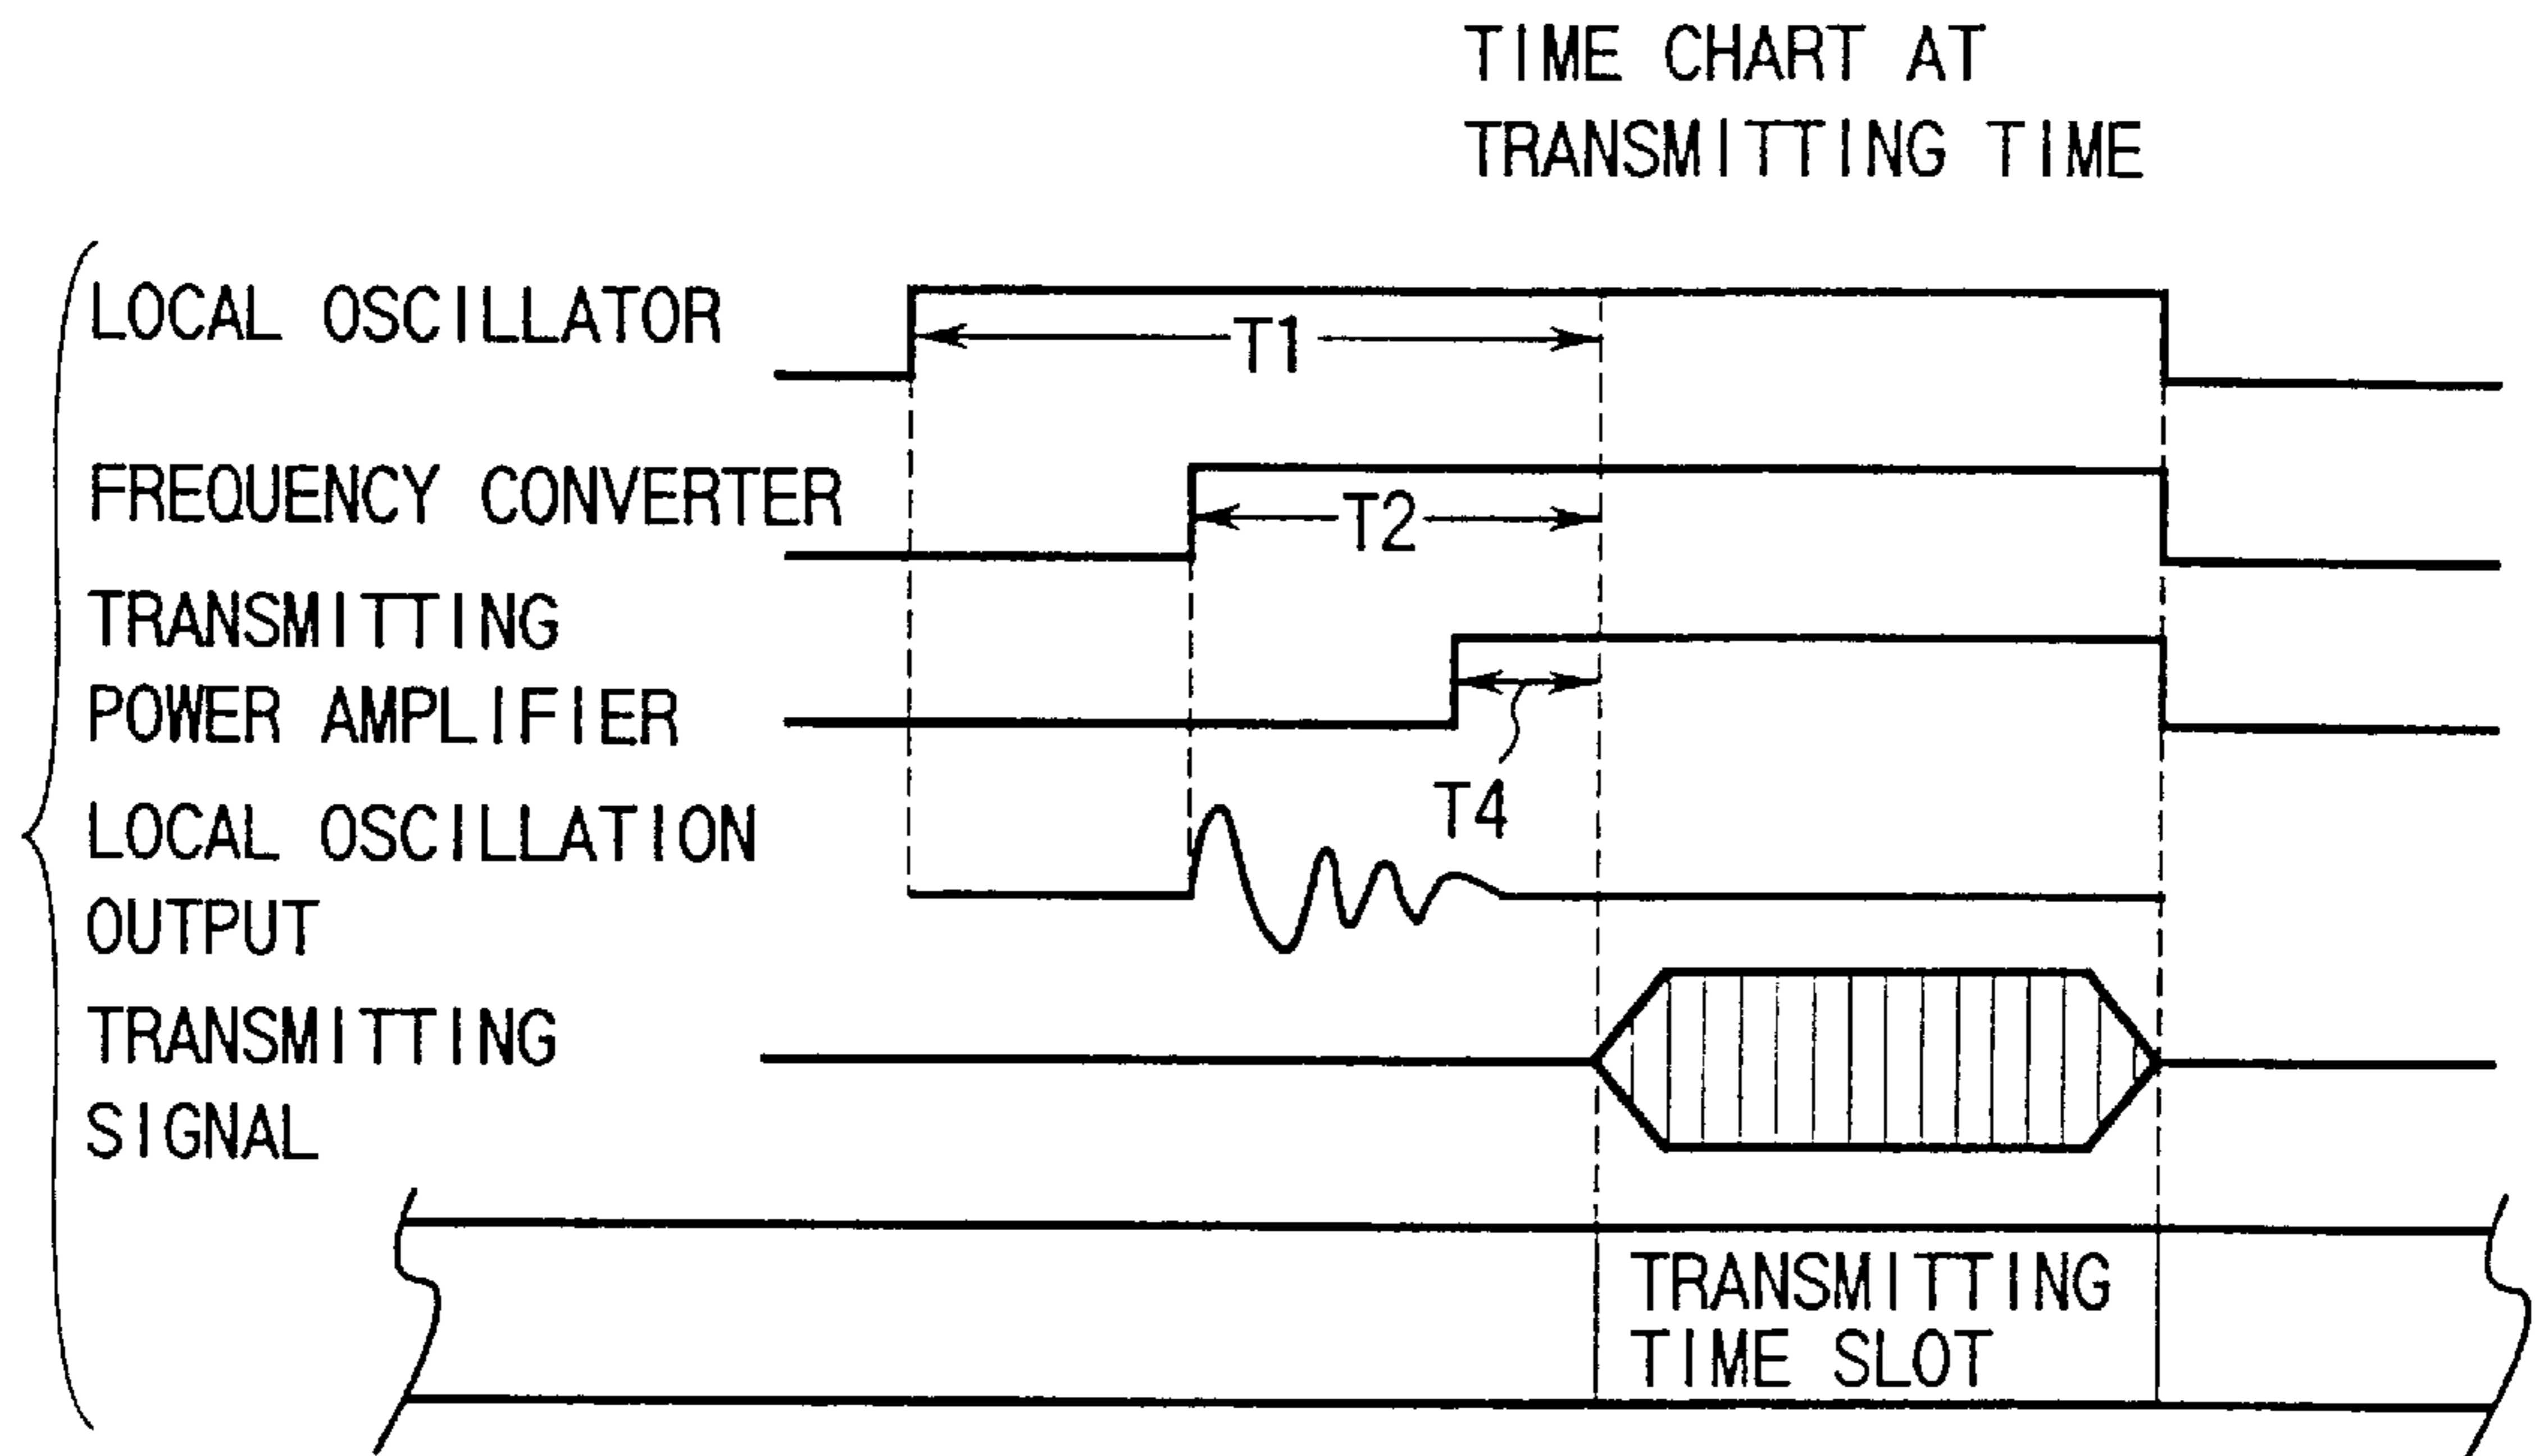 TIME CHART AT
TRANSMITTING TIME
LOCAL OSCILLATOR
T1
FREQUENCY CONVERTER
T2
TRANSMITTING
POWER AMPLIFIER
T4
LOCAL OSCILLATION
OUTPUT
TRANSMITTING
SIGNAL
TRANSMITTING
TIME SLOT